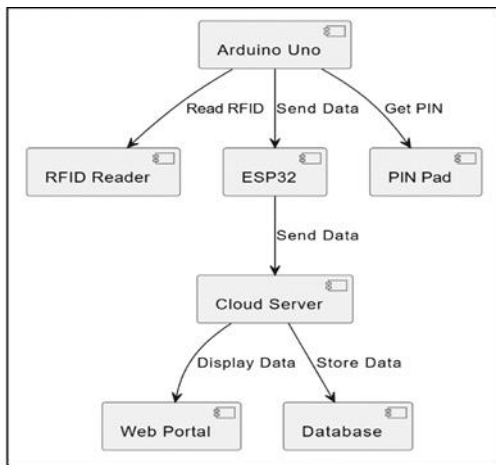 Arduino Uno
Read RFID
Send Data
Get PIN
RFID Reader
ESP32
PIN Pad
Send Data
Cloud Server
Display Data
Store Data
Web Portal
Database